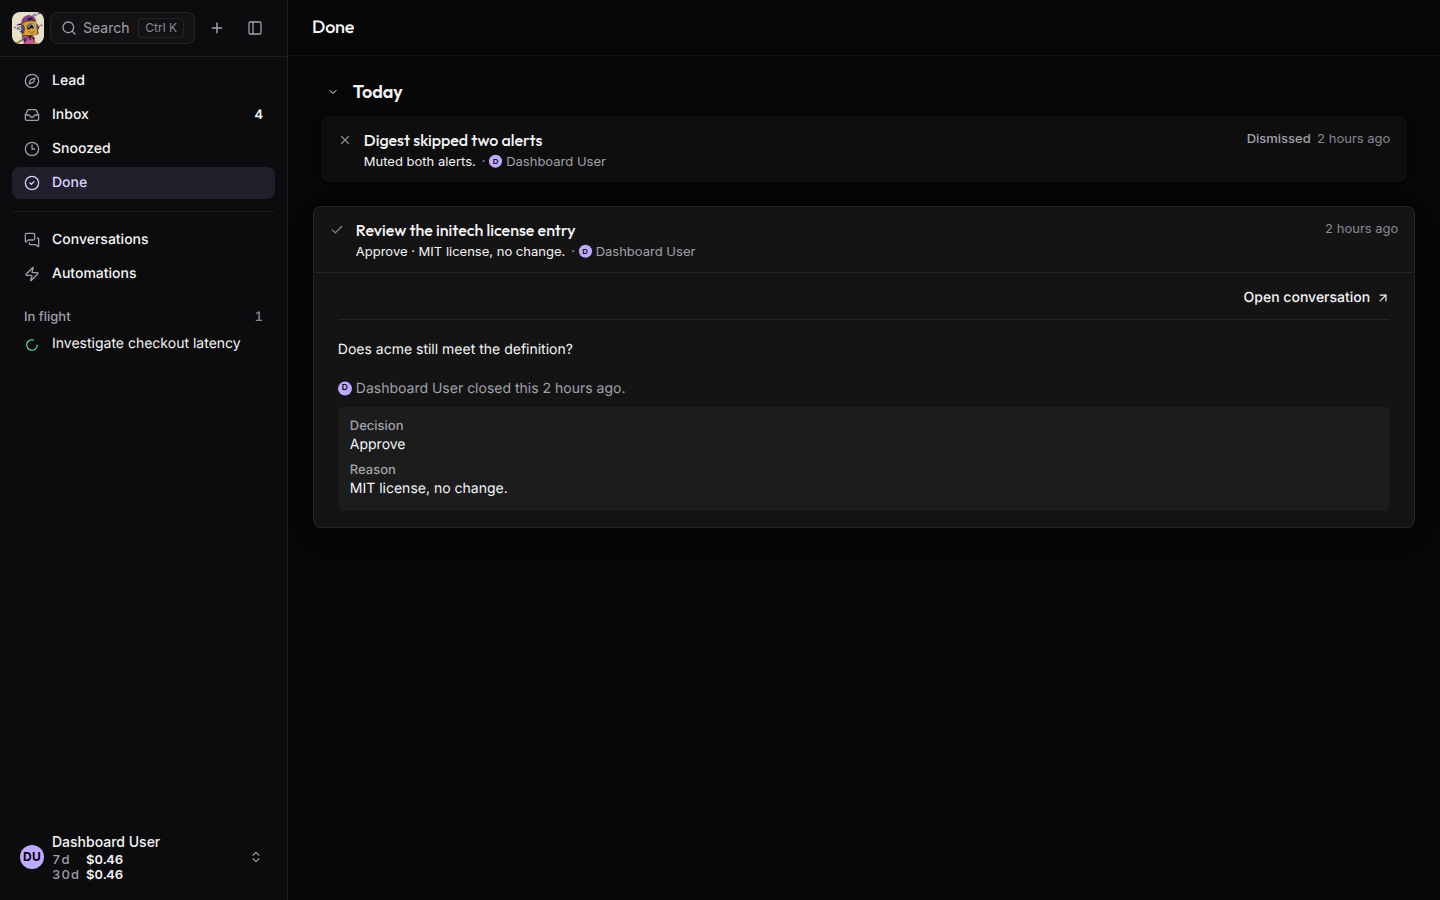 Search Ctrl K
Lead
Inbox 4
Snoozed
Done
Conversations
Automations
In flight 1
Investigate checkout latency
DU Dashboard User
7d $0.46
30d $0.46
Done
Today
Digest skipped two alerts Dismissed 2 hours ago
Muted both alerts. · D Dashboard User
Review the initech license entry 2 hours ago
Approve · MIT license, no change. · D Dashboard User
Open conversation
Does acme still meet the definition?
D Dashboard User closed this 2 hours ago.
Decision
Approve
Reason
MIT license, no change.